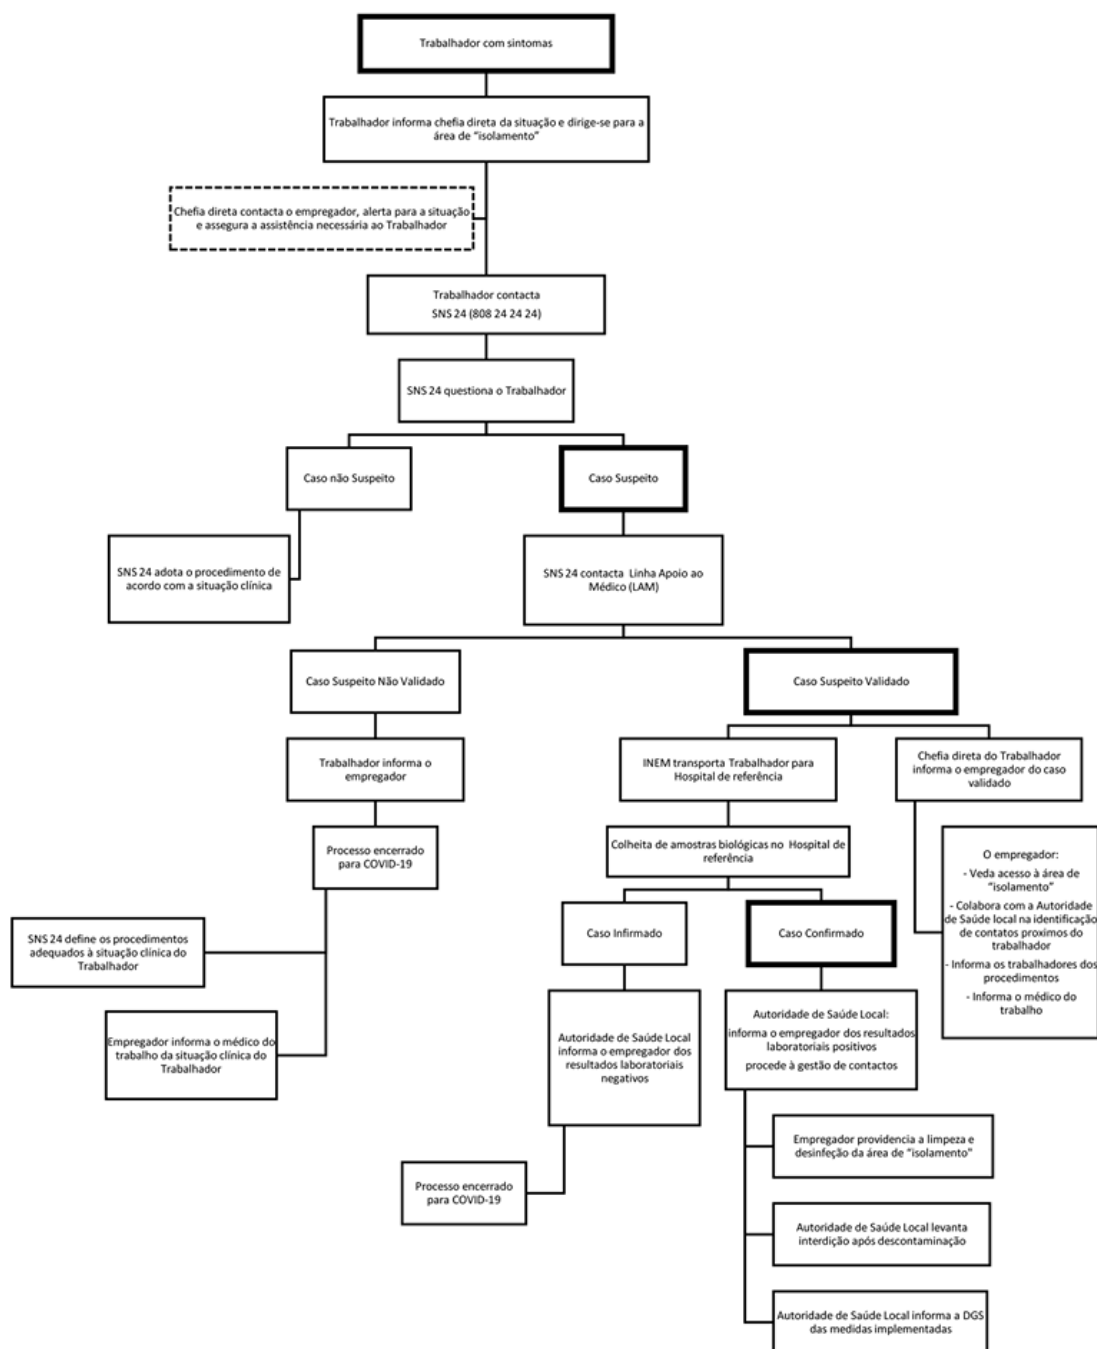 Trabalhador com sintomas
Trabalhador informa chefia direta da situação e dirige-se para a
área de “isolamento”
Chefia direta contacta o empregador, alerta para a situação
e assegura a assistência necessária ao Trabalhador
Trabalhador contacta
SNS 24 (808 24 24 24)
SNS 24 questiona o Trabalhador
Caso não Suspeito
Caso Suspeito
SNS 24 adota o procedimento de
acordo com a situação clínica
SNS 24 contacta Linha Apoio ao
Médico (LAM)
Caso Suspeito Não Validado
Caso Suspeito Validado
Trabalhador informa o
empregador
INEM transporta Trabalhador para
Hospital de referência
Chefia direta do Trabalhador
informa o empregador do caso
validado
Processo encerrado
para COVID-19
Colheita de amostras biológicas no Hospital de
referência
O empregador:
- Veda acesso à área de
“isolamento”
- Colabora com a Autoridade
de Saúde local na identificação
de contatos proximos do
trabalhador
- Informa os trabalhadores dos
procedimentos
- Informa o médico do
trabalho
SNS 24 define os procedimentos
adequados à situação clínica do
Trabalhador
Caso Infirmado
Caso Confirmado
Empregador informa o médico do
trabalho da situação clínica do
Trabalhador
Autoridade de Saúde Local
informa o empregador dos
resultados laboratoriais
negativos
Autoridade de Saúde Local:
informa o empregador dos resultados
laboratoriais positivos
procede à gestão de contactos
Processo encerrado
para COVID-19
Empregador providencia a limpeza e
desinfeção da área de “isolamento”
Autoridade de Saúde Local levanta
interdição após descontaminação
Autoridade de Saúde Local informa a DGS
das medidas implementadas